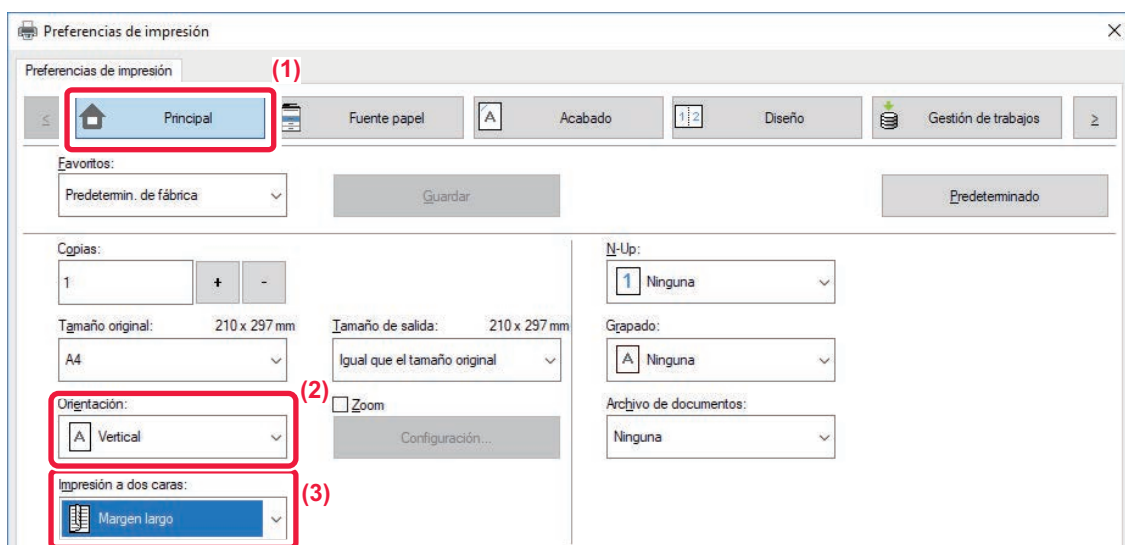 Preferencias de impresión
Preferencias de impresión
(1)
< Principal Fuente papel A Acabado 1 2 Diseño Gestión de trabajos >
Favoritos:
Predetermin. de fábrica Guardar Predeterminado
Copias: N-Up:
1 + - 1 Ninguna
Tamaño original: 210 x 297 mm Tamaño de salida: 210 x 297 mm Grapado:
A4 Igual que el tamaño original A Ninguna
(2)
Orientación: Zoom Archivo de documentos:
A Vertical Configuración... Ninguna
Impresión a dos caras: (3)
Margen largo